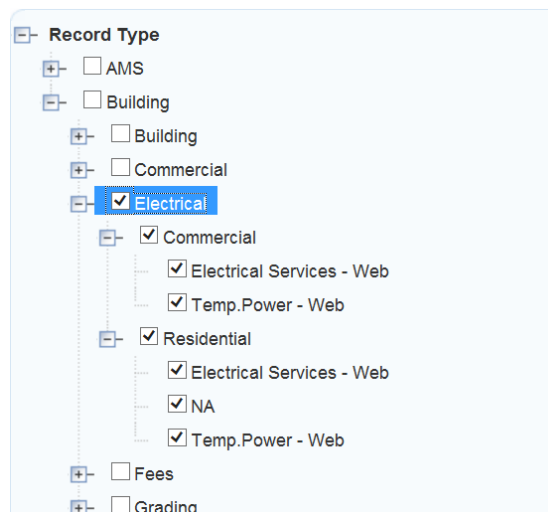 Record Type
AMS
Building
Building
Commercial
Electrical
Commercial
Electrical Services - Web
Temp.Power - Web
Residential
Electrical Services - Web
NA
Temp.Power - Web
Fees
Grading